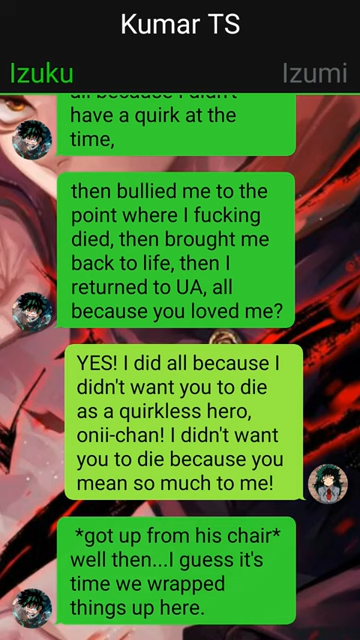 Kumar TS
Izuku Izumi
all because I didn't
have a quirk at the
time,
then bullied me to the
point where I fucking
died, then brought me
back to life, then I
returned to UA, all
because you loved me?
YES! I did all because I
didn't want you to die
as a quirkless hero,
onii-chan! I didn't want
you to die because you
mean so much to me!
*got up from his chair*
well then...I guess it's
time we wrapped
things up here.